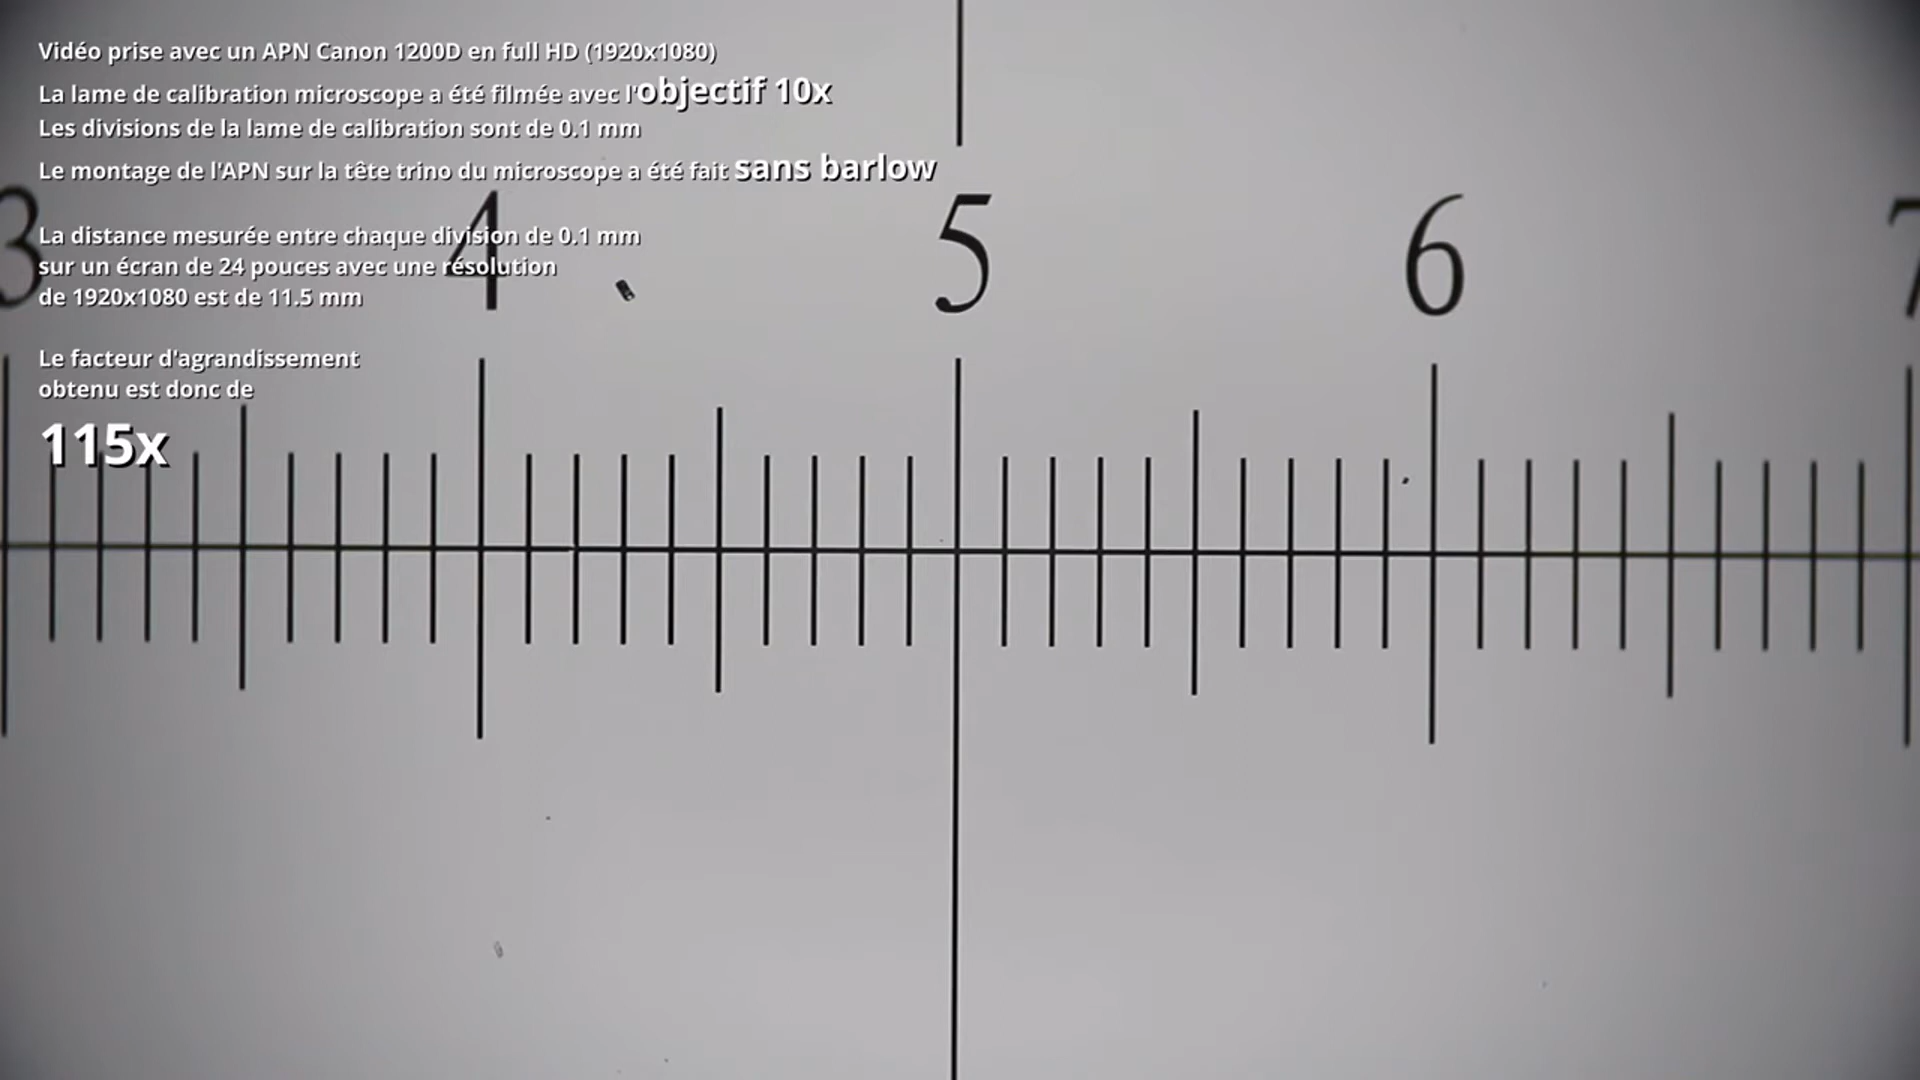 Vidéo prise avec un APN Canon 1200D en full HD (1920x1080)
La lame de calibration microscope a été filmée avec l'objectif 10x
Les divisions de la lame de calibration sont de 0.1 mm
Le montage de l'APN sur la tête trino du microscope a été fait sans barlow
3 4 5 6 7
La distance mesurée entre chaque division de 0.1 mm
sur un écran de 24 pouces avec une résolution
de 1920x1080 est de 11.5 mm
Le facteur d'agrandissement
obtenu est donc de
115x